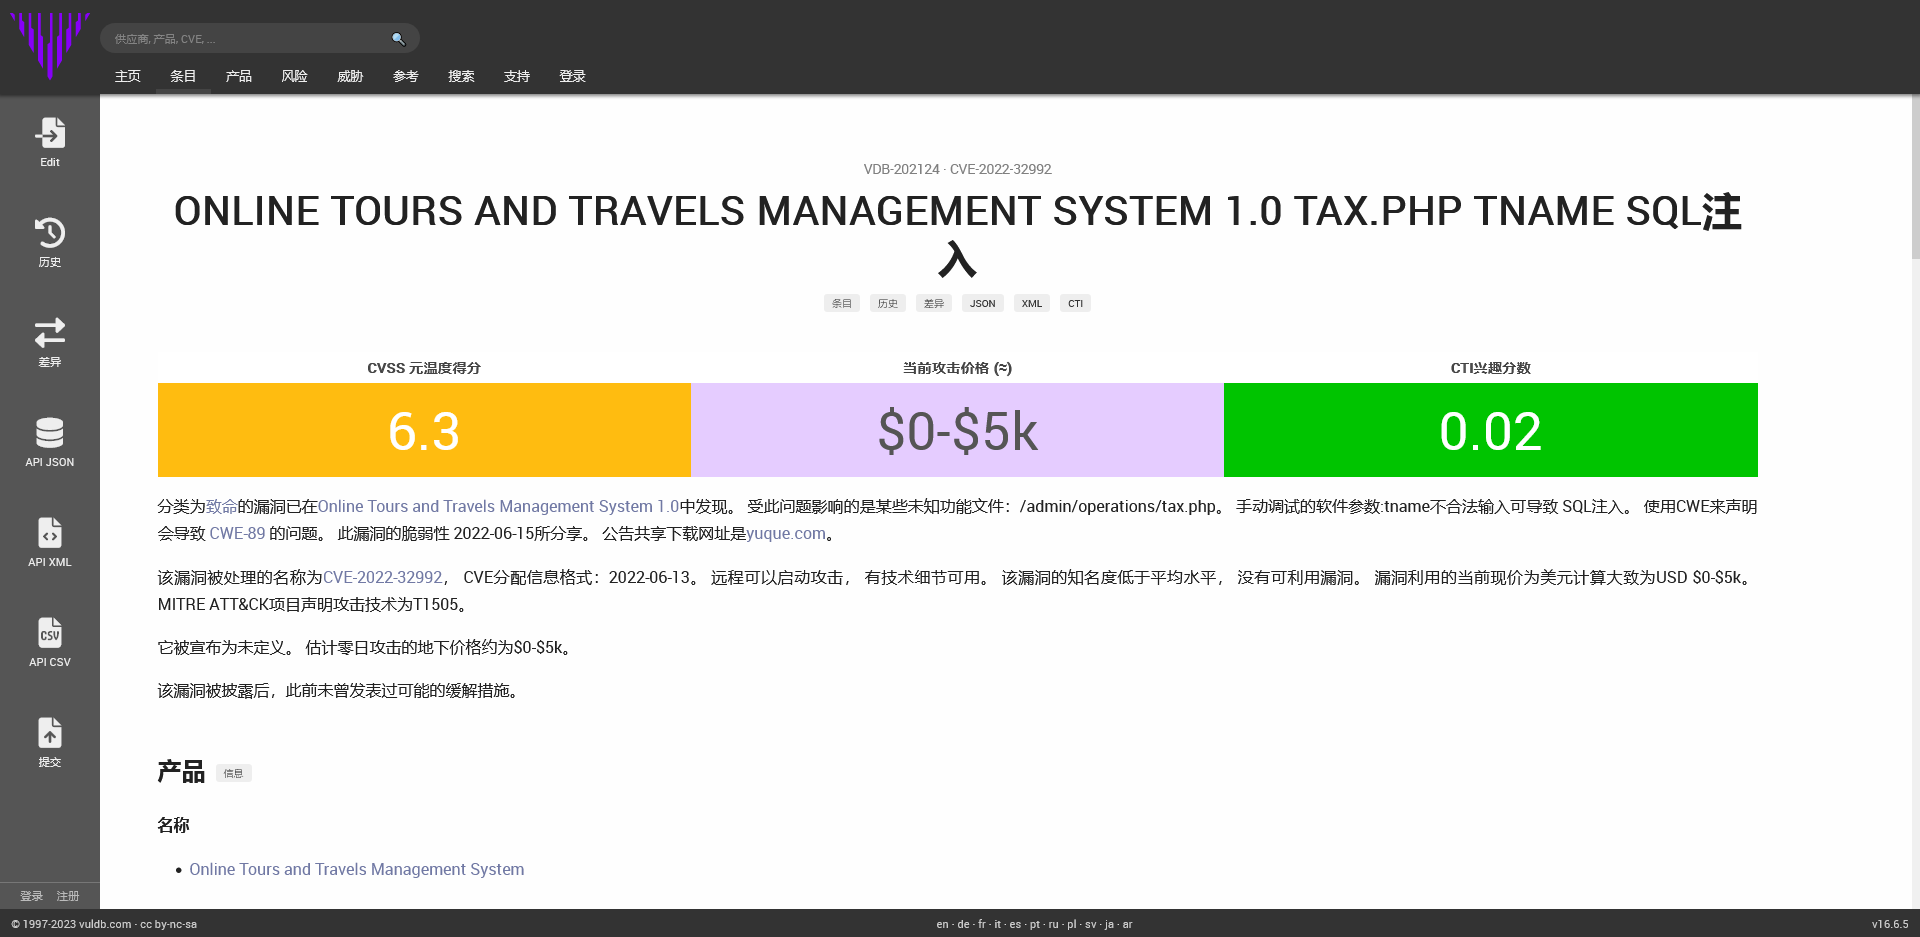 供应商, 产品, CVE, ...
主页 条目 产品 风险 威胁 参考 搜索 支持 登录
Edit
历史
差异
API JSON
API XML
CSV
API CSV
提交
登录 注册
VDB-202124 · CVE-2022-32992
ONLINE TOURS AND TRAVELS MANAGEMENT SYSTEM 1.0 TAX.PHP TNAME SQL注
入
条目 历史 差异 JSON XML CTI
CVSS 元温度得分 当前攻击价格 (≈) CTI兴趣分数
6.3 $0-$5k 0.02
分类为致命的漏洞已在Online Tours and Travels Management System 1.0中发现。 受此问题影响的是某些未知功能文件：/admin/operations/tax.php。 手动调试的软件参数:tname不合法输入可导致 SQL注入。 使用CWE来声明
会导致 CWE-89 的问题。 此漏洞的脆弱性 2022-06-15所分享。 公告共享下载网址是yuque.com。
该漏洞被处理的名称为CVE-2022-32992， CVE分配信息格式：2022-06-13。 远程可以启动攻击， 有技术细节可用。 该漏洞的知名度低于平均水平， 没有可利用漏洞。 漏洞利用的当前现价为美元计算大致为USD $0-$5k。
MITRE ATT&CK项目声明攻击技术为T1505。
它被宣布为未定义。 估计零日攻击的地下价格约为$0-$5k。
该漏洞被披露后，此前未曾发表过可能的缓解措施。
产品 信息
名称
Online Tours and Travels Management System
© 1997-2023 vuldb.com · cc by-nc-sa en · de · fr · it · es · pt · ru · pl · sv · ja · ar v16.6.5